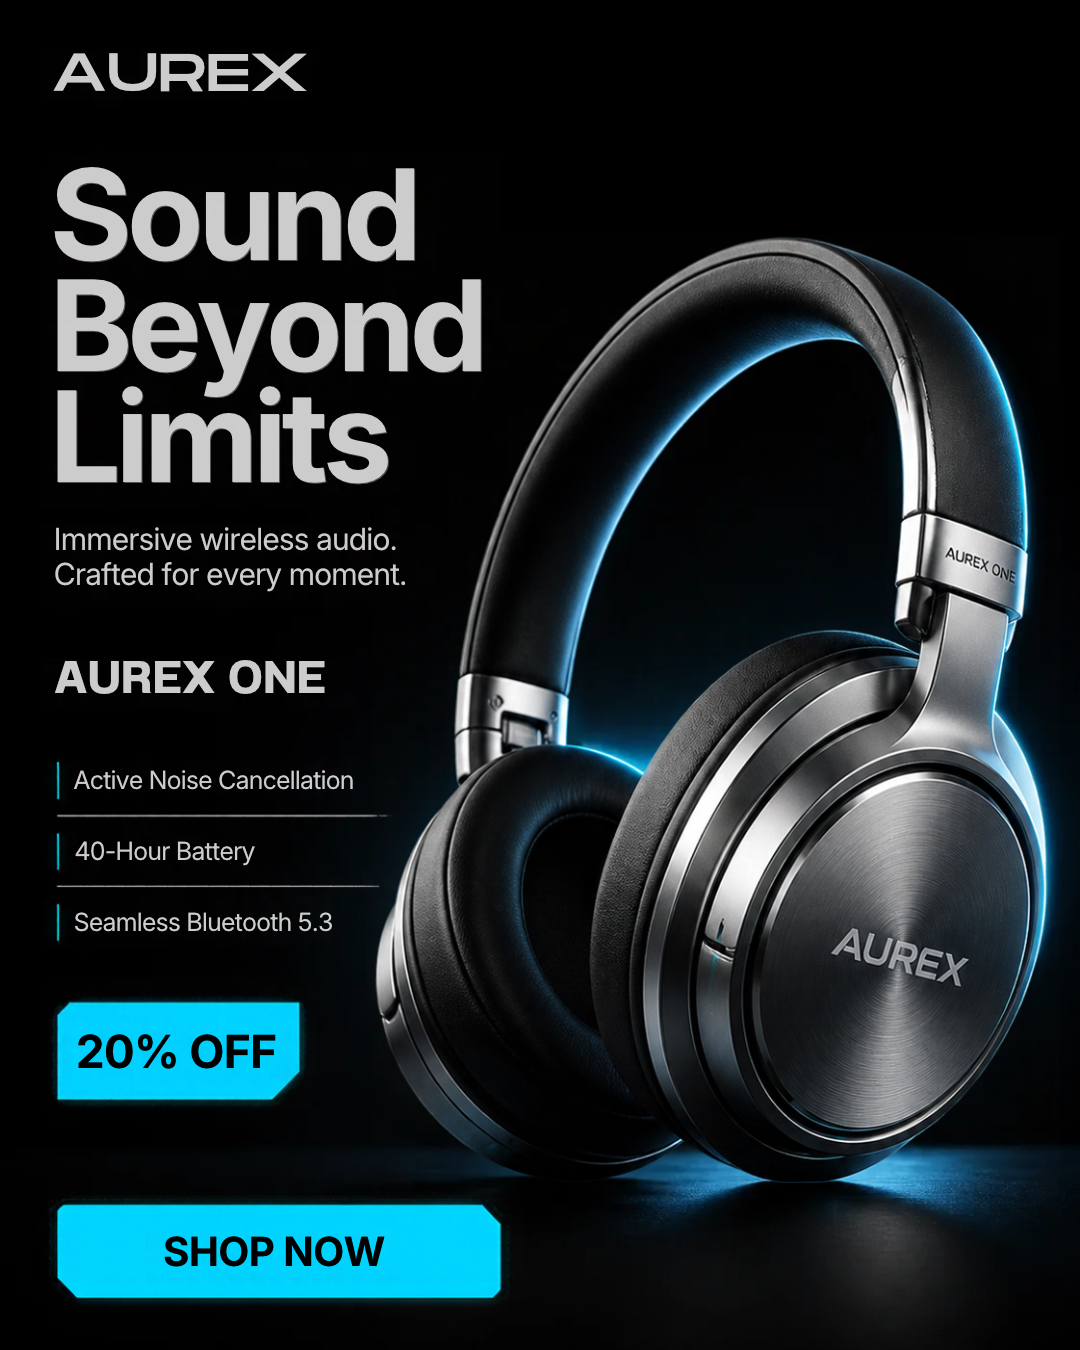 AUREX
Sound
Beyond
Limits
Immersive wireless audio.
Crafted for every moment.
AUREX ONE
Active Noise Cancellation
40-Hour Battery
Seamless Bluetooth 5.3
20% OFF
SHOP NOW
AUREX ONE
AUREX